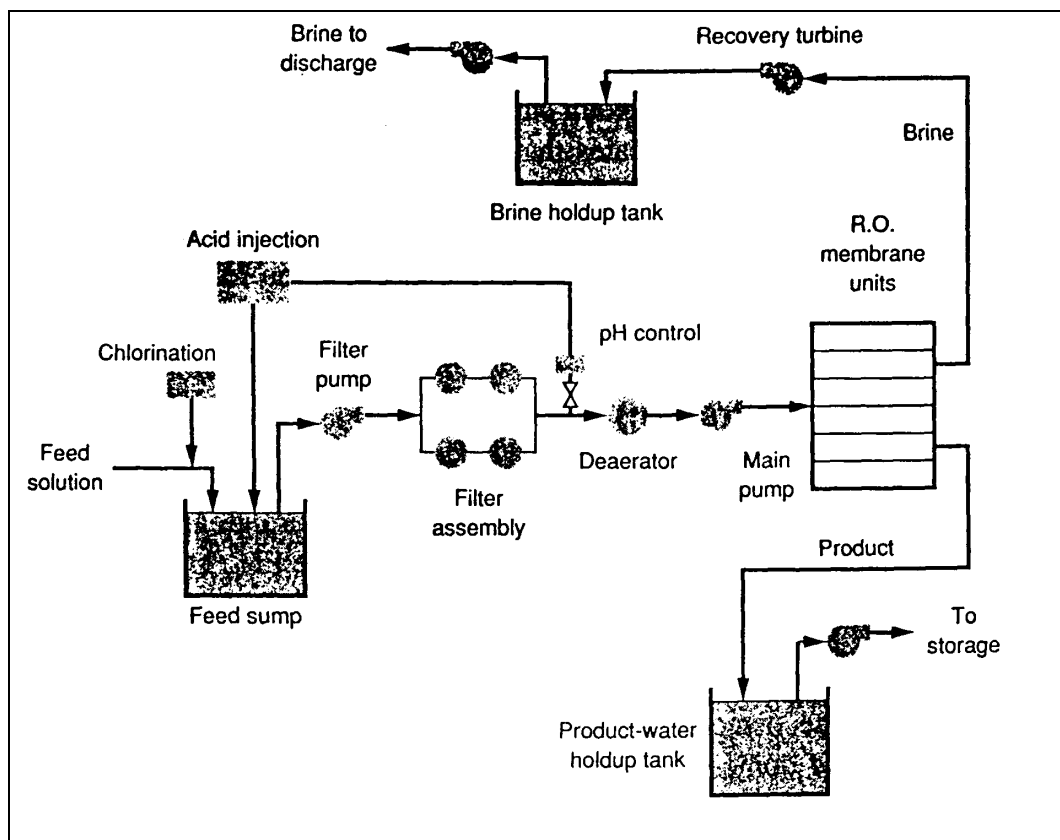 Brine to
discharge
Recovery turbine
Brine
Brine holdup tank
R.O.
membrane
units
Acid injection
pH control
Chlorination
Filter
pump
Feed
solution
Deaerator
Main
pump
Filter
assembly
Feed sump
Product
To
storage
Product-water
holdup tank